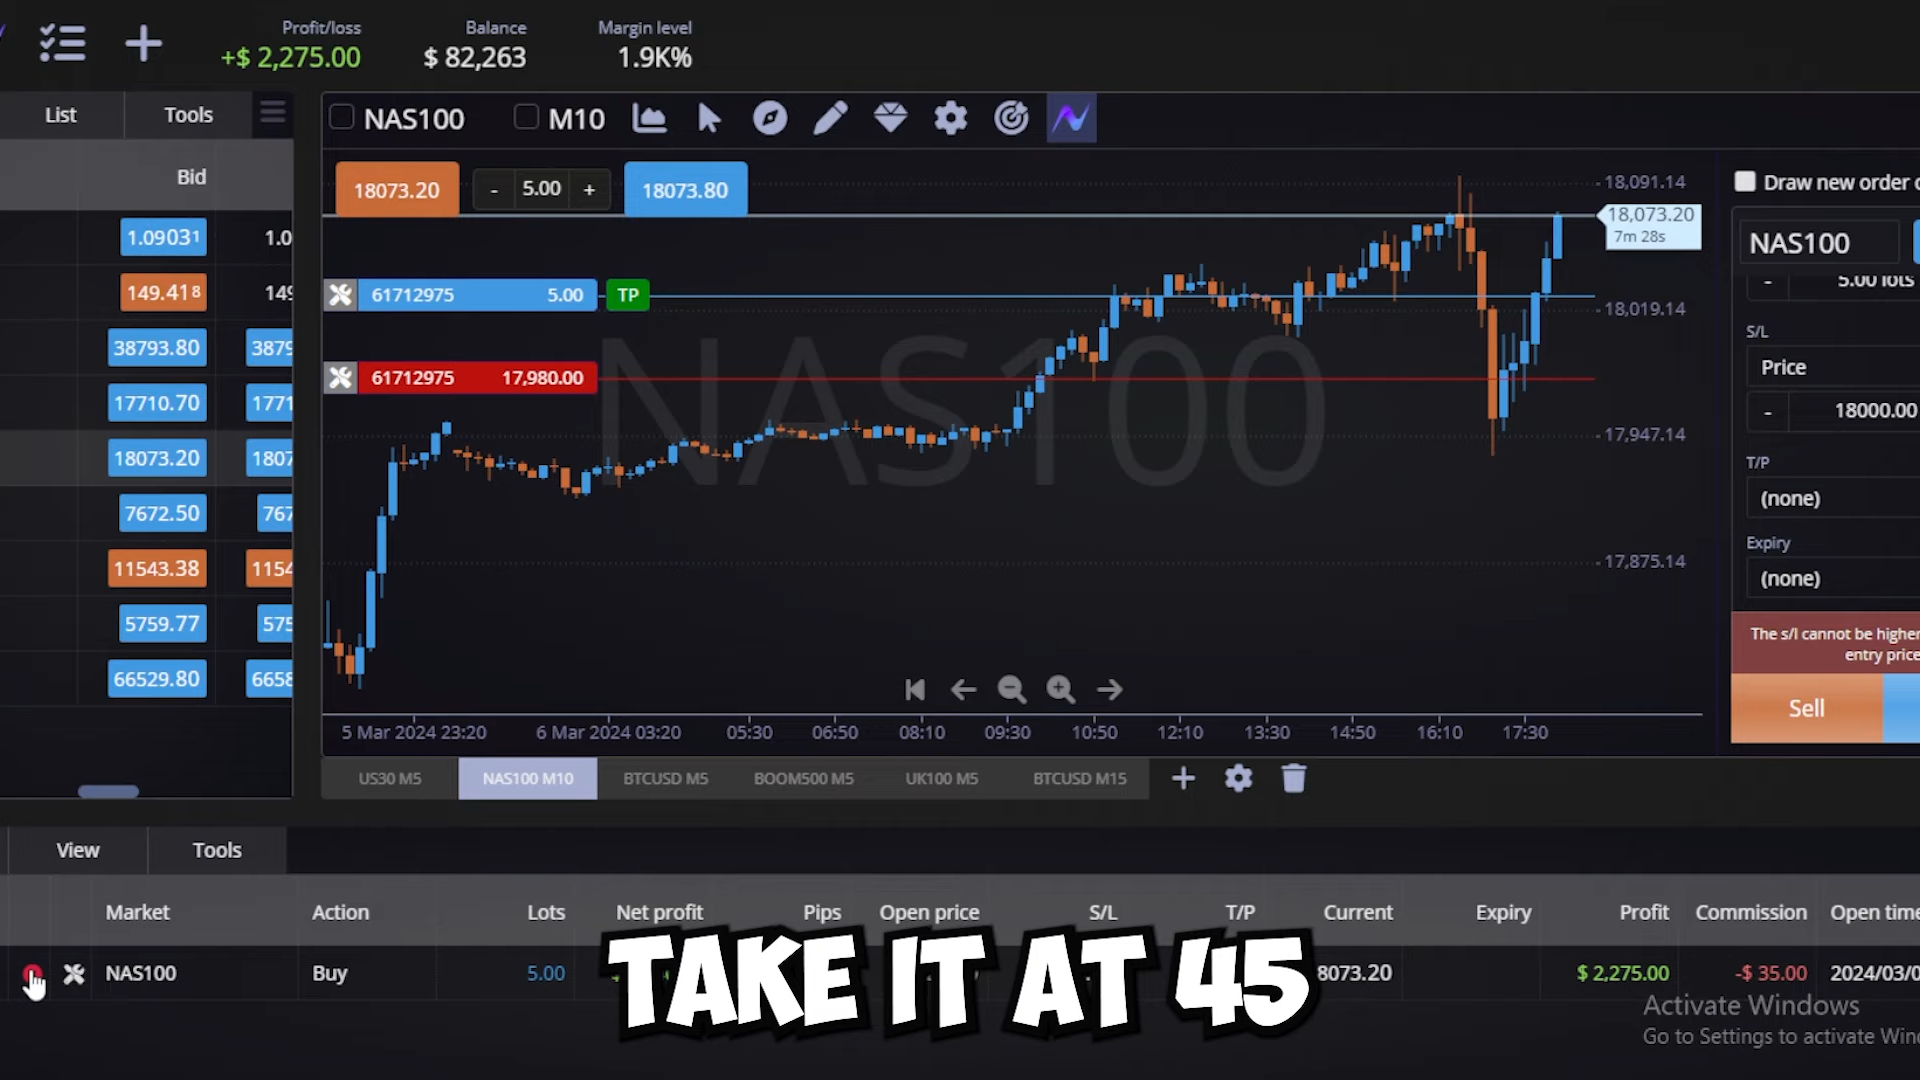 Profit/loss
+$ 2,275.00
Balance
$ 82,263
Margin level
1.9K%
List
Tools
Bid
1.09031
1.0
149.418
149
38793.80
3879
17710.70
1771
18073.20
1807
7672.50
767
11543.38
1154
5759.77
575
66529.80
6658
NAS100
M10
18073.20
- 5.00 +
18073.80
61712975 5.00 TP
61712975 17,980.00
NAS100
18,091.14
18,073.20
7m 28s
18,019.14
17,947.14
17,875.14
5 Mar 2024 23:20
6 Mar 2024 03:20
05:30
06:50
08:10
09:30
10:50
12:10
13:30
14:50
16:10
17:30
US30 M5
NAS100 M10
BTCUSD M5
BOOM500 M5
UK100 M5
BTCUSD M15
Draw new order
NAS100
- 5.00 lots
S/L
Price
- 18000.00
T/P
(none)
Expiry
(none)
The s/l cannot be higher
entry price
Sell
View
Tools
Market
Action
Lots
Net profit
Pips
Open price
S/L
T/P
Current
Expiry
Profit
Commission
Open time
NAS100
Buy
5.00
8073.20
$ 2,275.00
-$ 35.00
2024/03/0
TAKE IT AT 45
Activate Windows
Go to Settings to activate Win